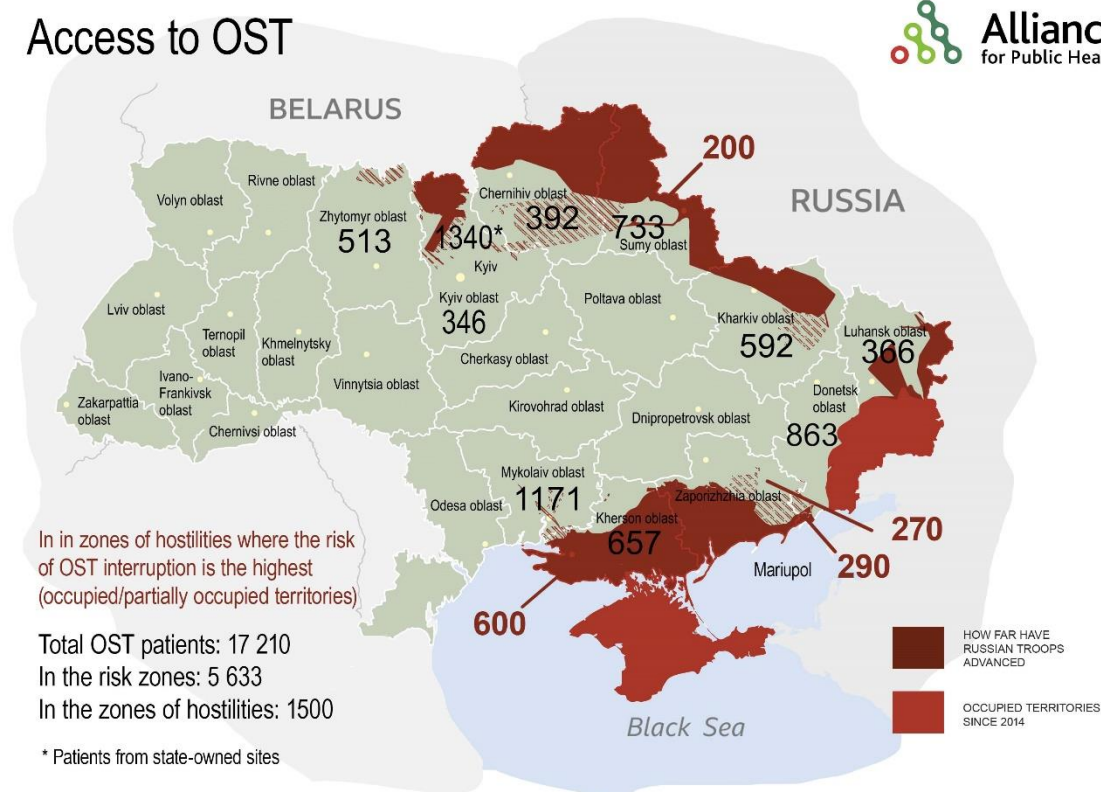 Access to OST
Allianc
for Public Hea
BELARUS
RUSSIA
200
Volyn oblast
Rivne oblast
Zhytomyr oblast
513
1340*
Kyiv
Kyiv oblast
346
Chernihiv oblast
392
733
Sumy oblast
Lviv oblast
Ternopil
oblast
Khmelnytsky
oblast
Ivano-
Frankivsk
oblast
Zakarpattia
oblast
Chernivsi oblast
Vinnytsia oblast
Cherkasy oblast
Poltava oblast
Kharkiv oblast
592
Luhansk oblast
366
Kirovohrad oblast
Dnipropetrovsk oblast
Donetsk
oblast
863
Odesa oblast
Mykolaiv oblast
1171
Kherson oblast
657
Zaporizhzhia oblast
270
290
Mariupol
600
Black Sea
In in zones of hostilities where the risk
of OST interruption is the highest
(occupied/partially occupied territories)
Total OST patients: 17 210
In the risk zones: 5 633
In the zones of hostilities: 1500
* Patients from state-owned sites
HOW FAR HAVE
RUSSIAN TROOPS
ADVANCED
OCCUPIED TERRITORIES
SINCE 2014